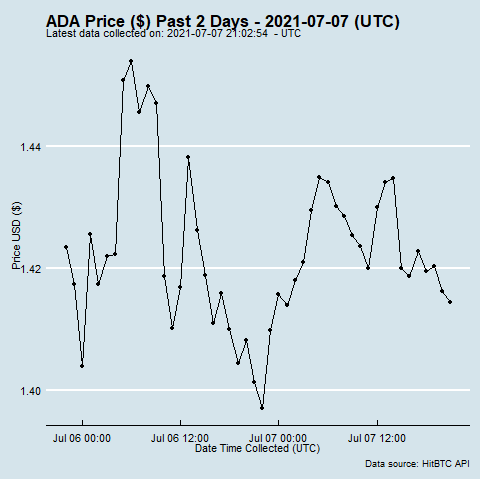 ADA Price ($) Past 2 Days - 2021-07-07 (UTC)
Latest data collected on: 2021-07-07 21:02:54 - UTC
1.44
1.42
1.40
Price USD ($)
Jul 06 00:00 Jul 06 12:00 Jul 07 00:00 Jul 07 12:00
Date Time Collected (UTC)
Data source: HitBTC API